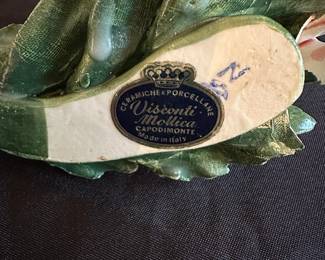 CERAMICHE & PORCELLANE
Visconti
Mollica
CAPODIMONTE
Made in Italy